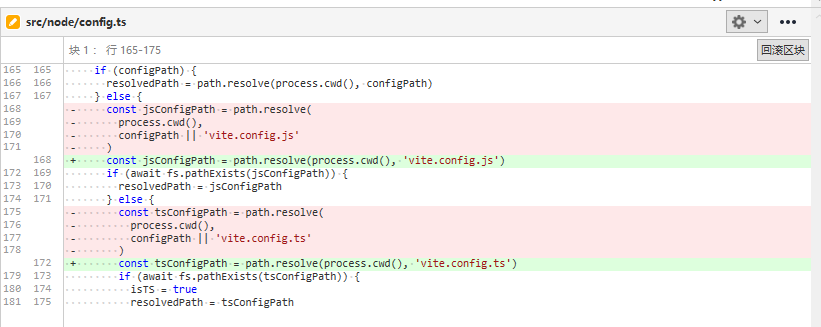 src/node/config.ts
块 1： 行 165-175
回滚区块
165 165 if (configPath) {
166 166 resolvedPath = path.resolve(process.cwd(), configPath)
167 167 } else {
168 - const jsConfigPath = path.resolve(
169 - process.cwd(),
170 - configPath || 'vite.config.js'
171 - )
168 + const jsConfigPath = path.resolve(process.cwd(), 'vite.config.js')
172 169 if (await fs.pathExists(jsConfigPath)) {
173 170 resolvedPath = jsConfigPath
174 171 } else {
175 - const tsConfigPath = path.resolve(
176 - process.cwd(),
177 - configPath || 'vite.config.ts'
178 - )
172 + const tsConfigPath = path.resolve(process.cwd(), 'vite.config.ts')
179 173 if (await fs.pathExists(tsConfigPath)) {
180 174 isTS = true
181 175 resolvedPath = tsConfigPath